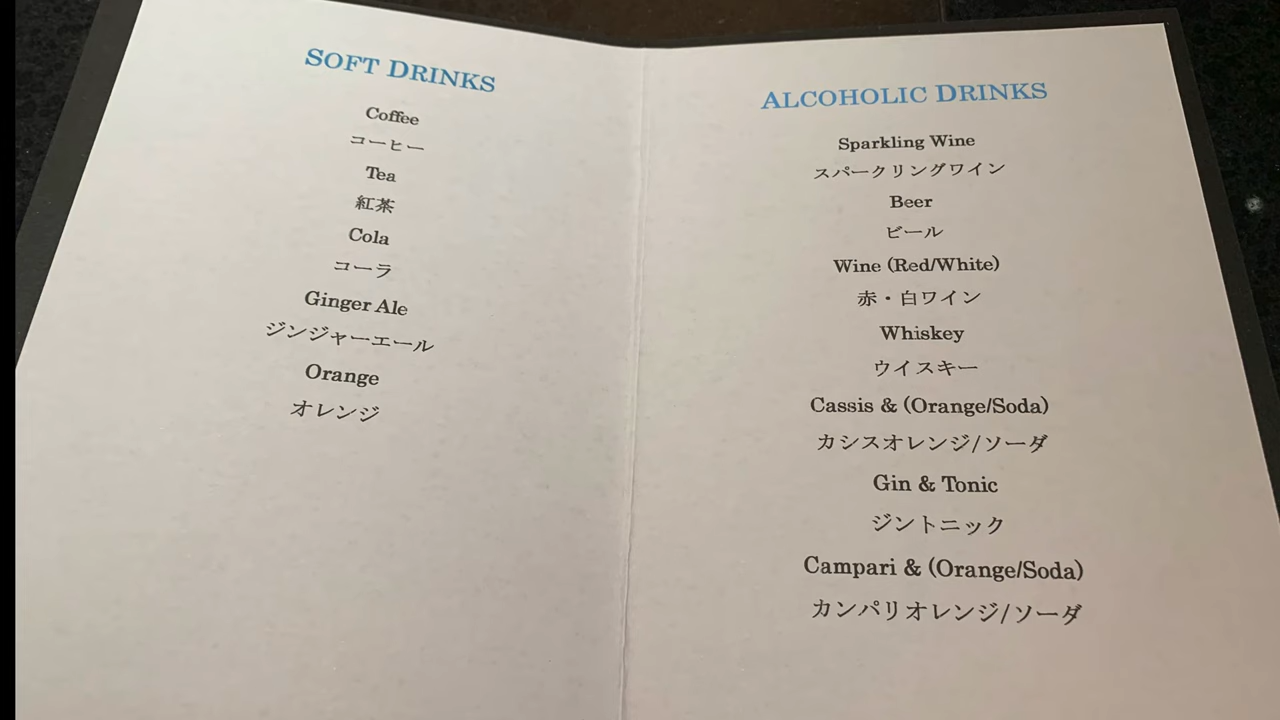 SOFT DRINKS
Coffee
コーヒー
Tea
紅茶
Cola
コーラ
Ginger Ale
ジンジャーエール
Orange
オレンジ
ALCOHOLIC DRINKS
Sparkling Wine
スパークリングワイン
Beer
ビール
Wine (Red/White)
赤・白ワイン
Whiskey
ウイスキー
Cassis & (Orange/Soda)
カシスオレンジ/ソーダ
Gin & Tonic
ジントニック
Campari & (Orange/Soda)
カンパリオレンジ/ソーダ